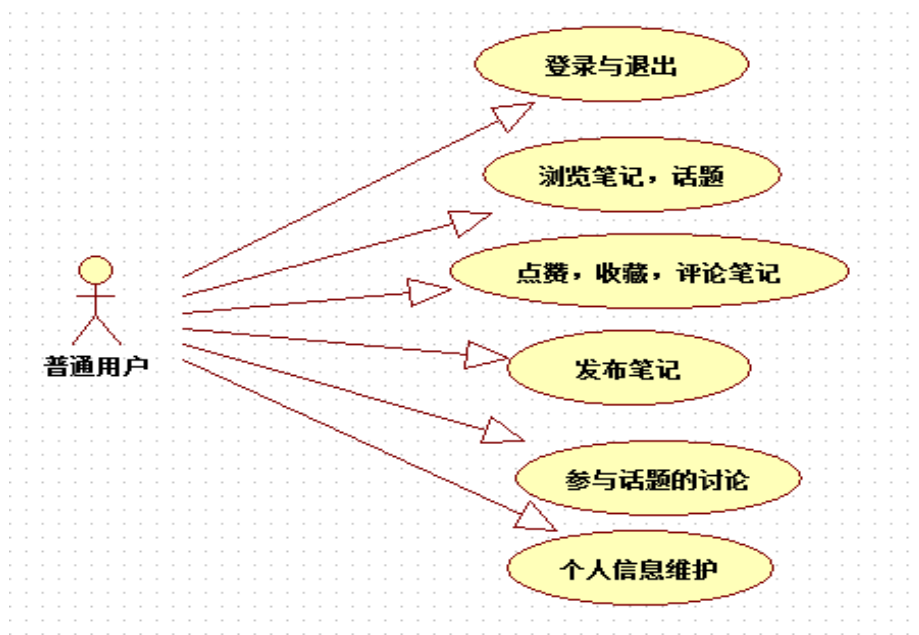 登录与退出
浏览笔记，话题
点赞，收藏，评论笔记
普通用户
发布笔记
参与话题的讨论
个人信息维护